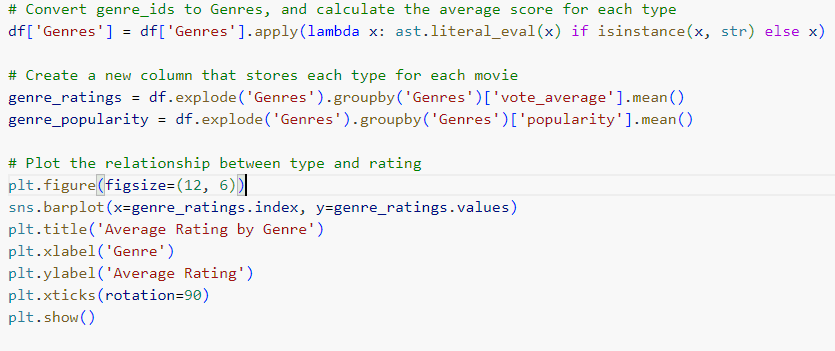 # Convert genre_ids to Genres, and calculate the average score for each type
df['Genres'] = df['Genres'].apply(lambda x: ast.literal_eval(x) if isinstance(x, str) else x)
# Create a new column that stores each type for each movie
genre_ratings = df.explode('Genres').groupby('Genres')['vote_average'].mean()
genre_popularity = df.explode('Genres').groupby('Genres')['popularity'].mean()
# Plot the relationship between type and rating
plt.figure(figsize=(12, 6))
sns.barplot(x=genre_ratings.index, y=genre_ratings.values)
plt.title('Average Rating by Genre')
plt.xlabel('Genre')
plt.ylabel('Average Rating')
plt.xticks(rotation=90)
plt.show()